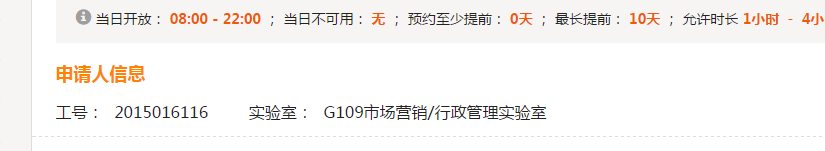 当日开放： 08:00 - 22:00 ； 当日不可用： 无 ； 预约至少提前： 0天 ； 最长提前： 10天 ； 允许时长 1小时 - 4小
申请人信息
工号： 2015016116 实验室： G109市场营销/行政管理实验室